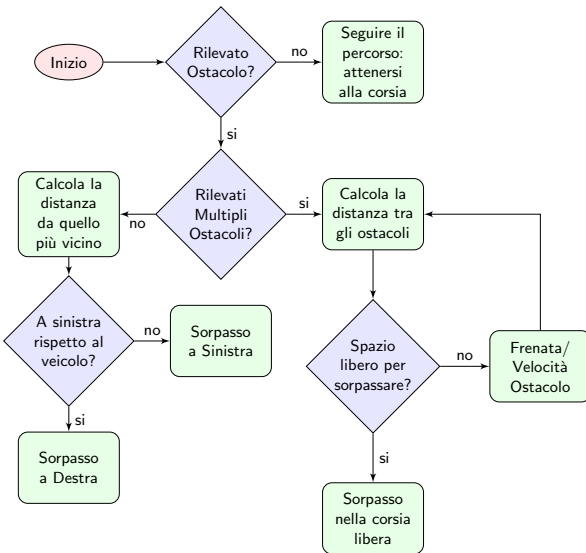 Inizio
Rilevato
Ostacolo?
no
Seguire il
percorso:
attenersi
alla corsia
si
Rilevati
Multipli
Ostacoli?
no
Calcola la
distanza
da quello
più vicino
si
Calcola la
distanza tra
gli ostacoli
A sinistra
rispetto al
veicolo?
no
Sorpasso
a Sinistra
si
Sorpasso
a Destra
Spazio
libero per
sorpassare?
no
Frenata/
Velocità
Ostacolo
si
Sorpasso
nella corsia
libera